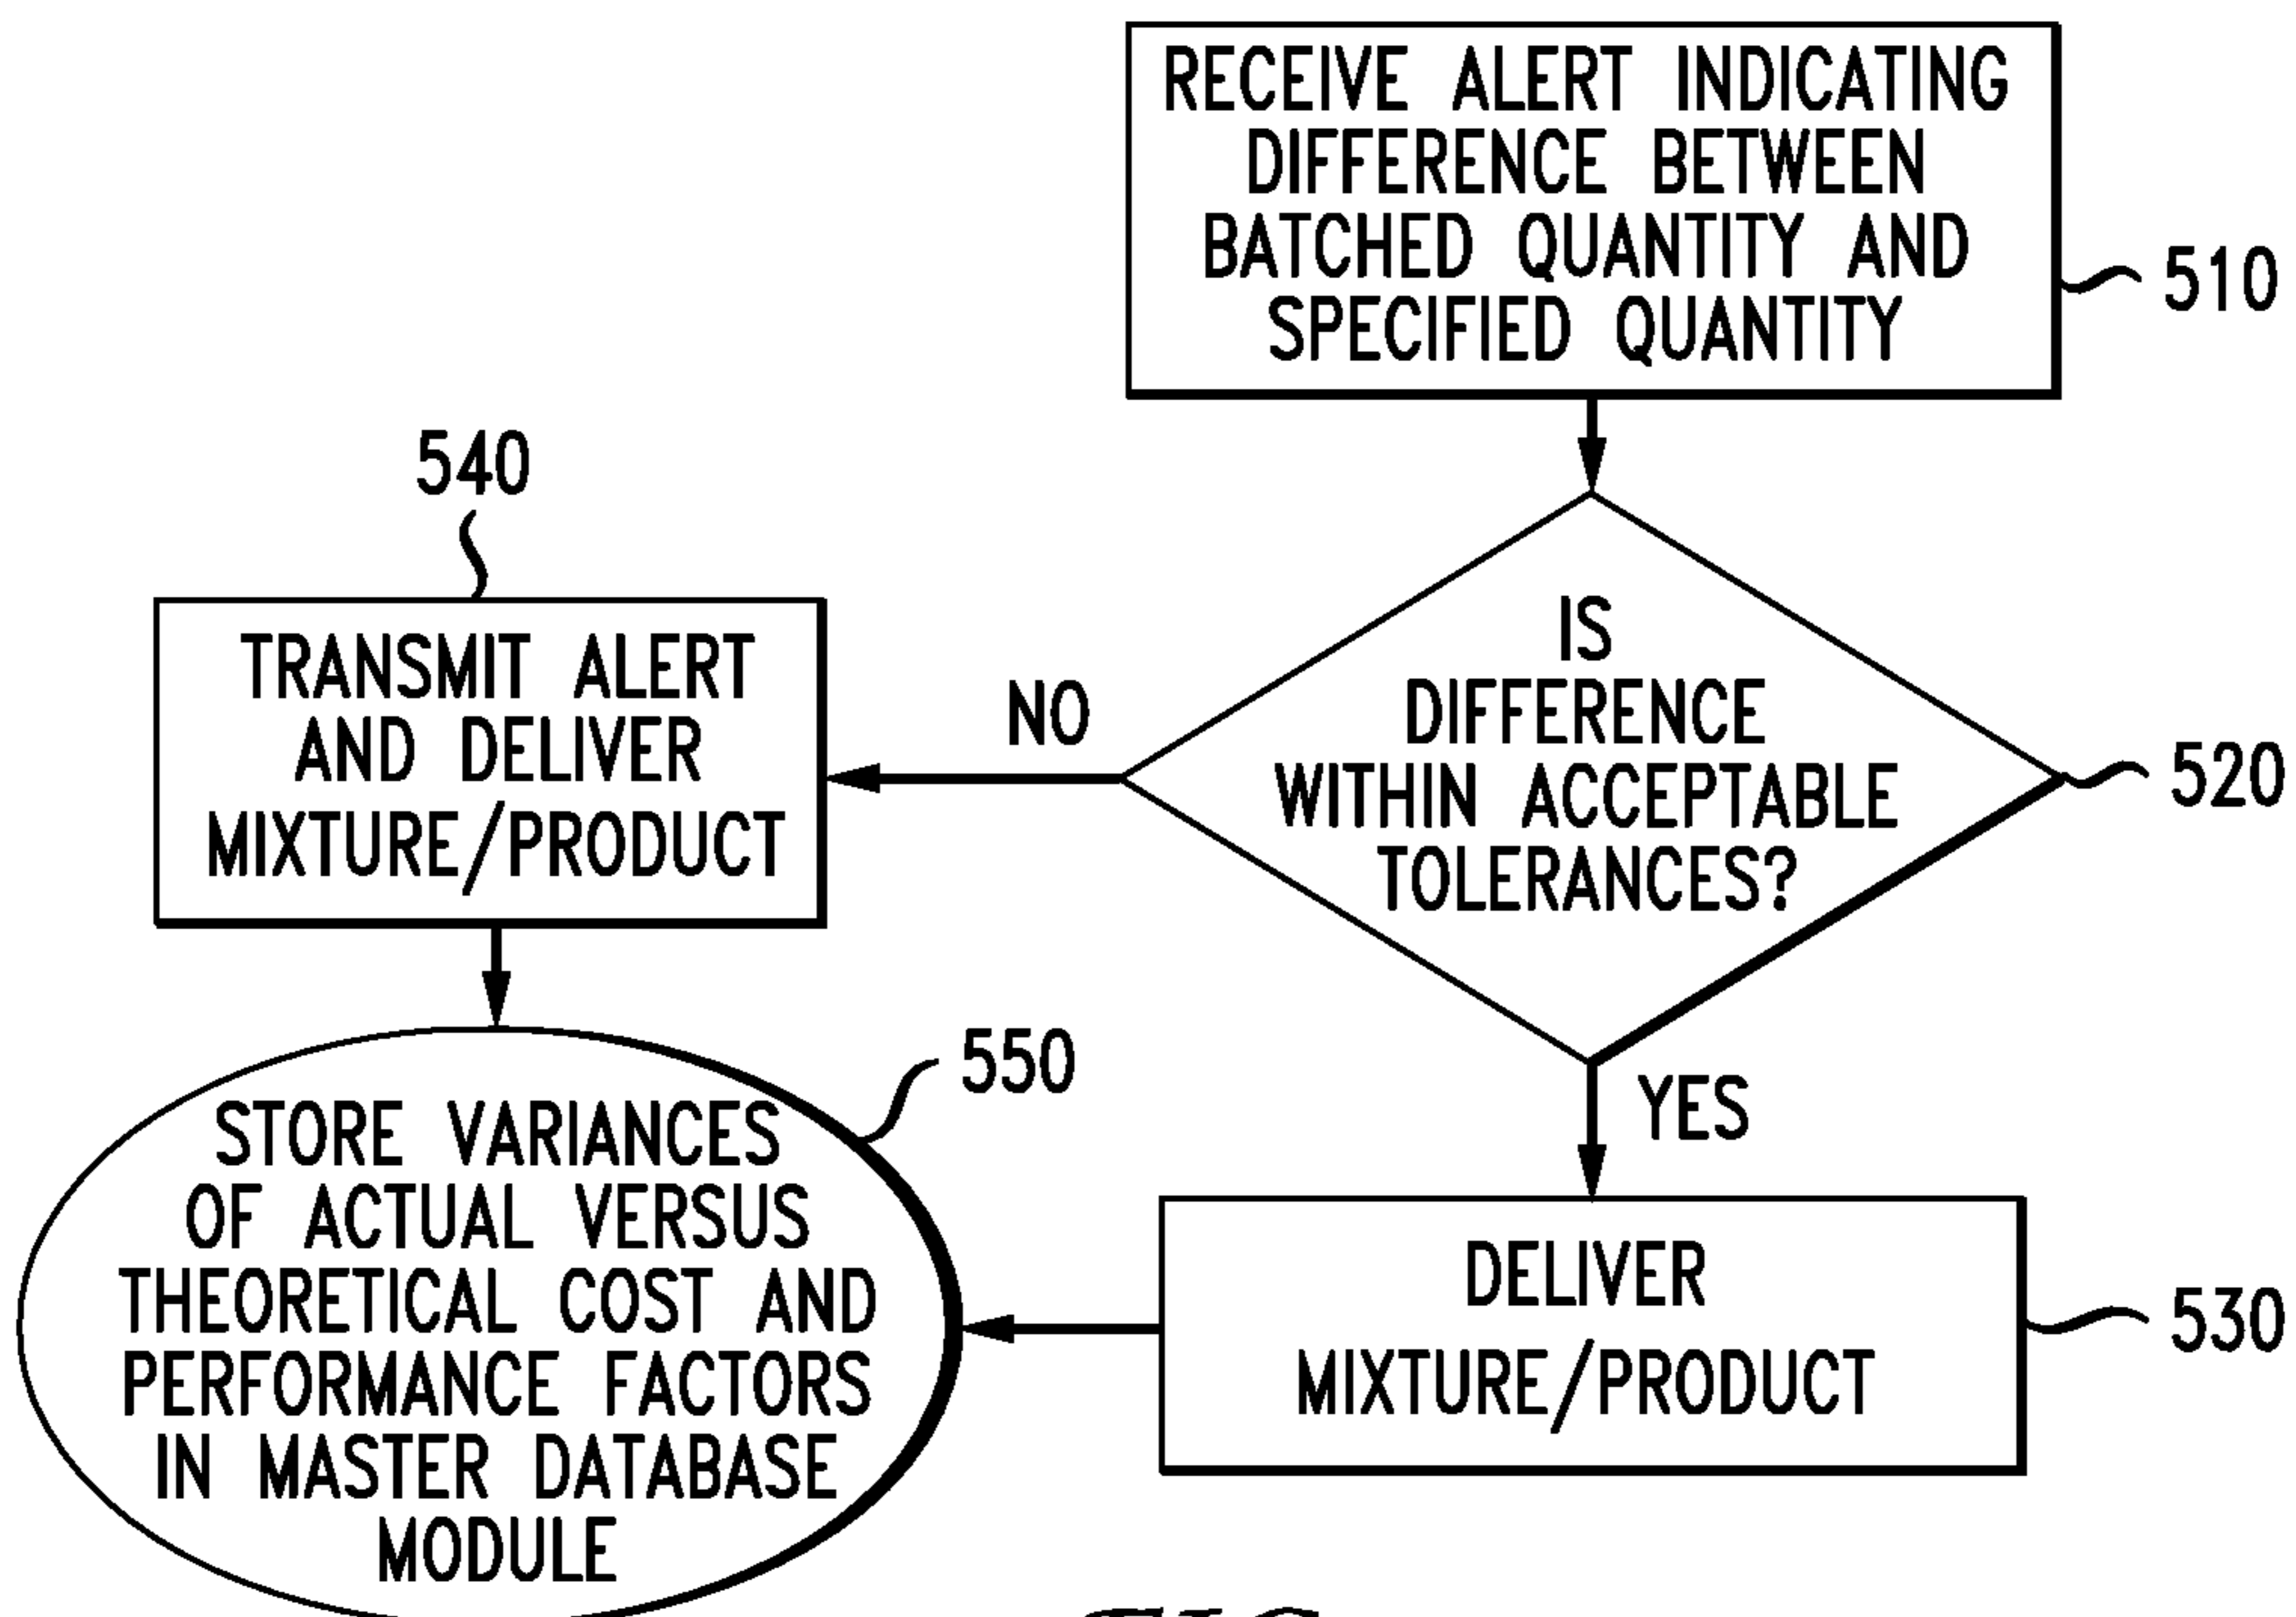 RECEIVE ALERT INDICATING
DIFFERENCE BETWEEN
BATCHED QUANTITY AND
SPECIFIED QUANTITY
510
IS
DIFFERENCE
WITHIN ACCEPTABLE
TOLERANCES?
520
NO
YES
540
TRANSMIT ALERT
AND DELIVER
MIXTURE/PRODUCT
DELIVER
MIXTURE/PRODUCT
530
550
STORE VARIANCES
OF ACTUAL VERSUS
THEORETICAL COST AND
PERFORMANCE FACTORS
IN MASTER DATABASE
MODULE